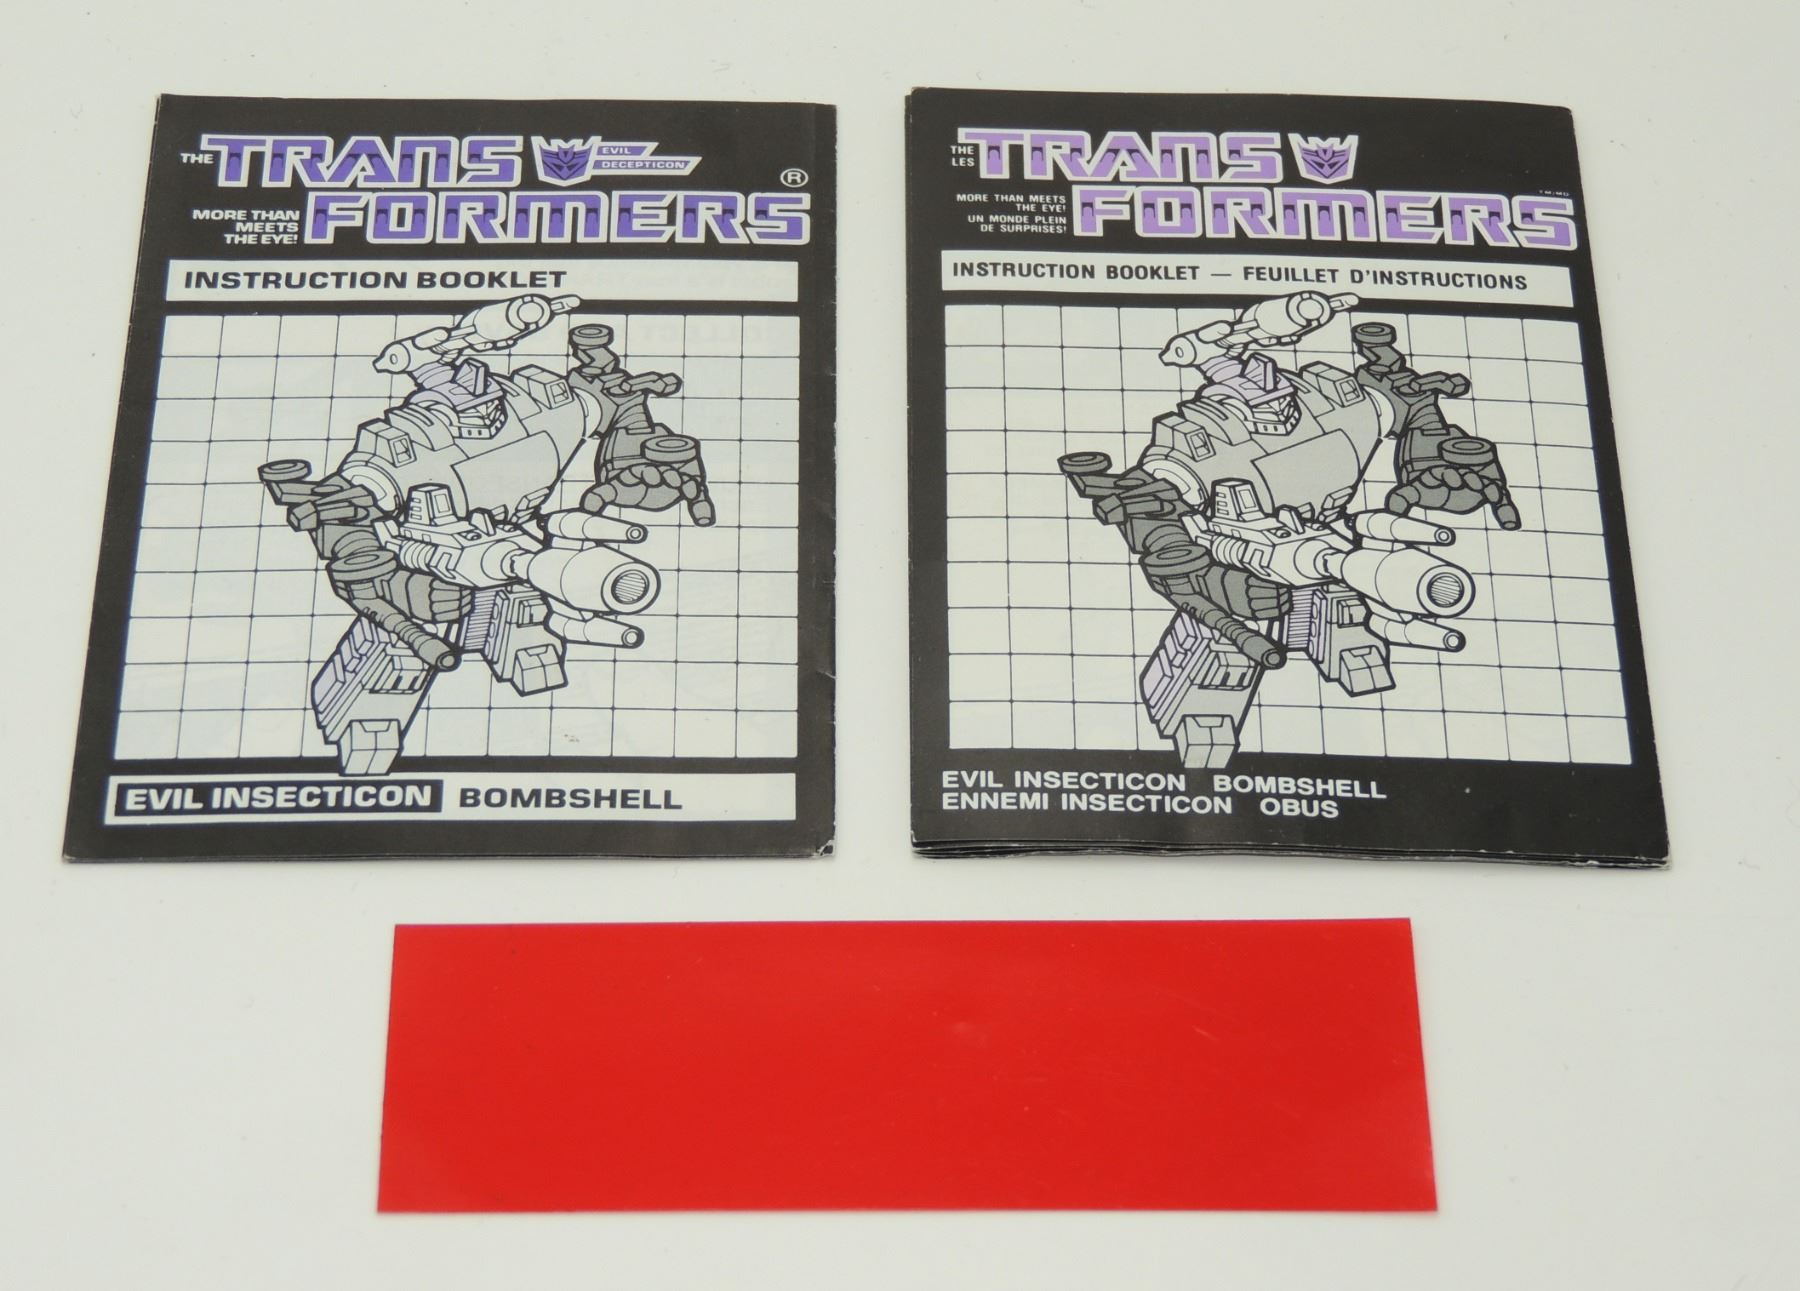 THE TRANS EVIL DECEPTICON
FORMERS ®
MORE THAN
MEETS
THE EYE!
INSTRUCTION BOOKLET
EVIL INSECTICON BOMBSHELL
THE
LES TRANS
FORMERS
MORE THAN MEETS
THE EYE!
UN MONDE PLEIN
DE SURPRISES!
INSTRUCTION BOOKLET — FEUILLET D'INSTRUCTIONS
EVIL INSECTICON BOMBSHELL
ENNEMI INSECTICON OBUS